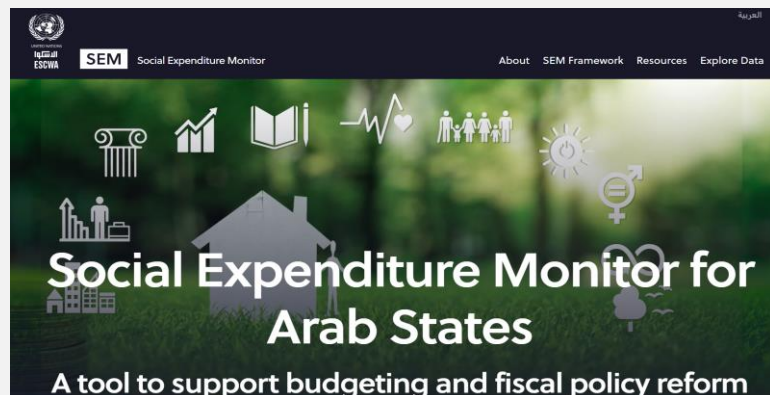 العربية
UNITED NATIONS
الإسكوا
ESCWA
SEM Social Expenditure Monitor
About SEM Framework Resources Explore Data
Social Expenditure Monitor for
Arab States
A tool to support budgeting and fiscal policy reform